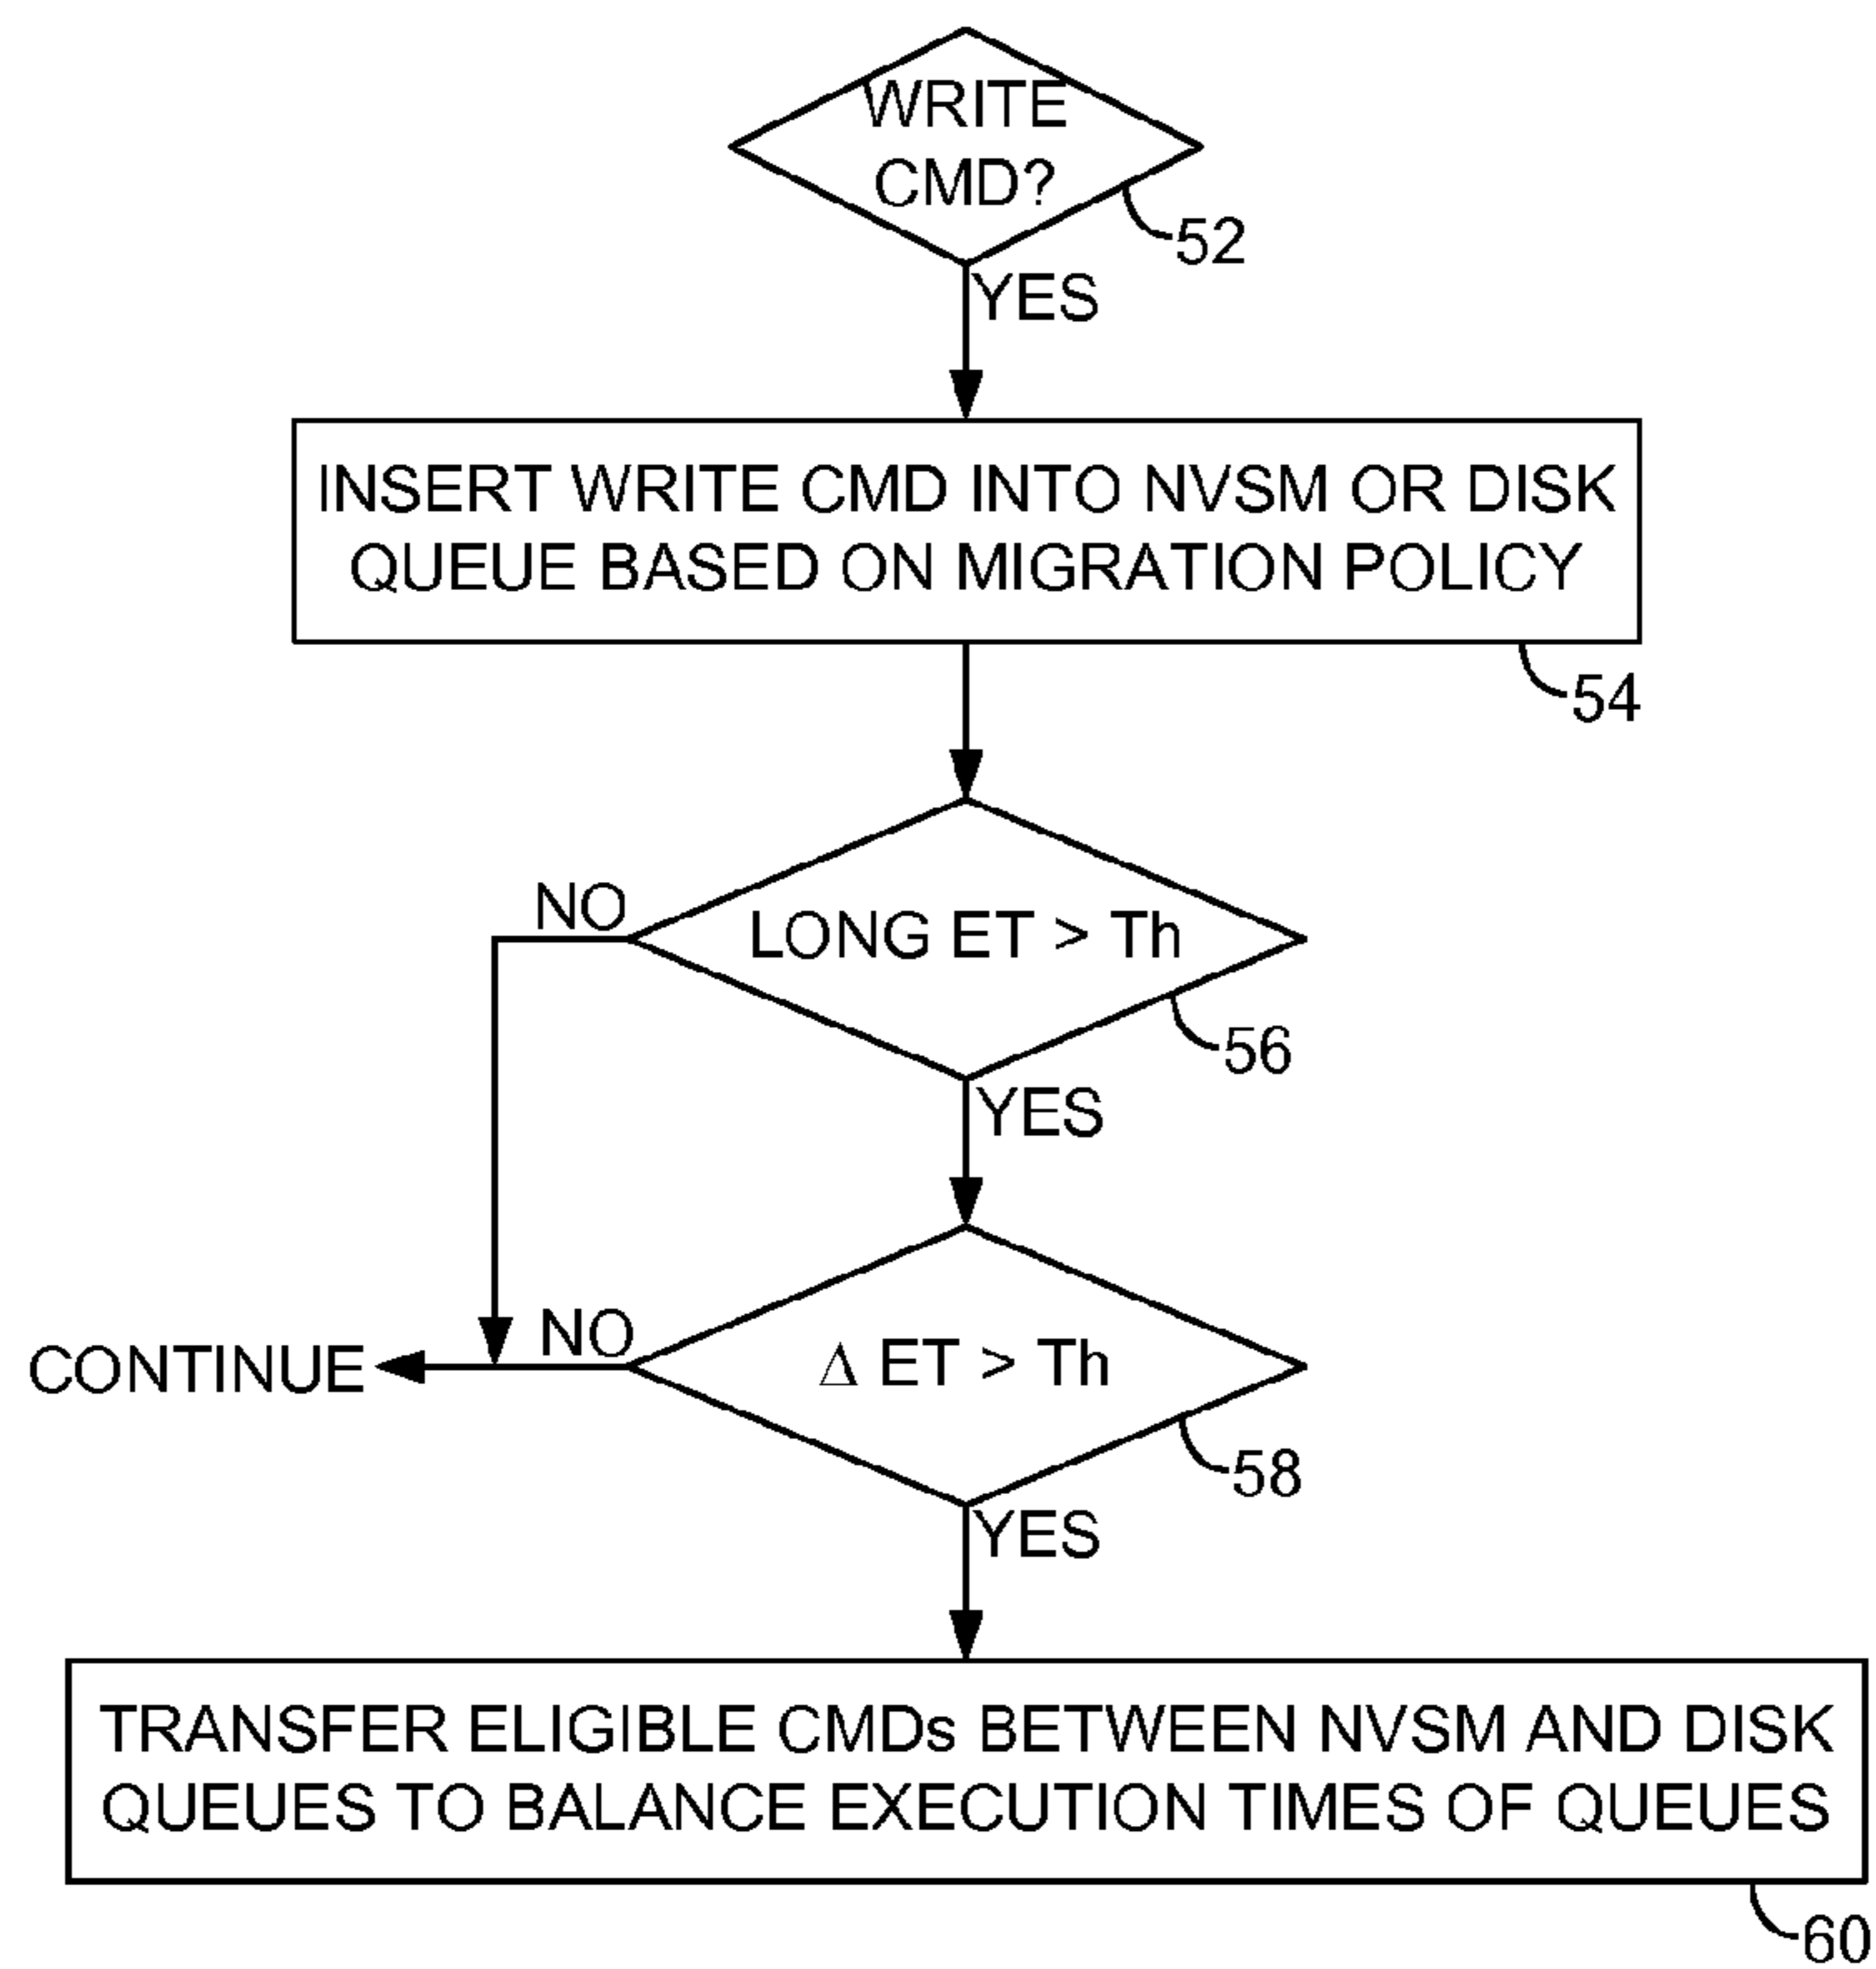 WRITE
CMD?
52
YES
INSERT WRITE CMD INTO NVSM OR DISK
QUEUE BASED ON MIGRATION POLICY
54
NO
LONG ET > Th
56
YES
CONTINUE
NO
Δ ET > Th
58
YES
TRANSFER ELIGIBLE CMDs BETWEEN NVSM AND DISK
QUEUES TO BALANCE EXECUTION TIMES OF QUEUES
60